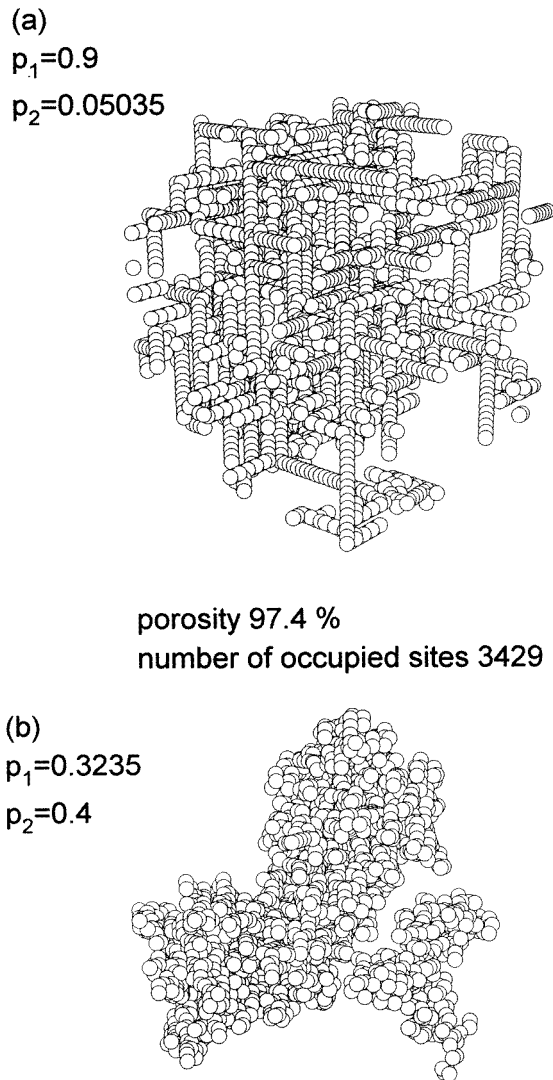 (a)
p₁=0.9
p₂=0.05035
porosity 97.4 %
number of occupied sites 3429
(b)
p₁=0.3235
p₂=0.4